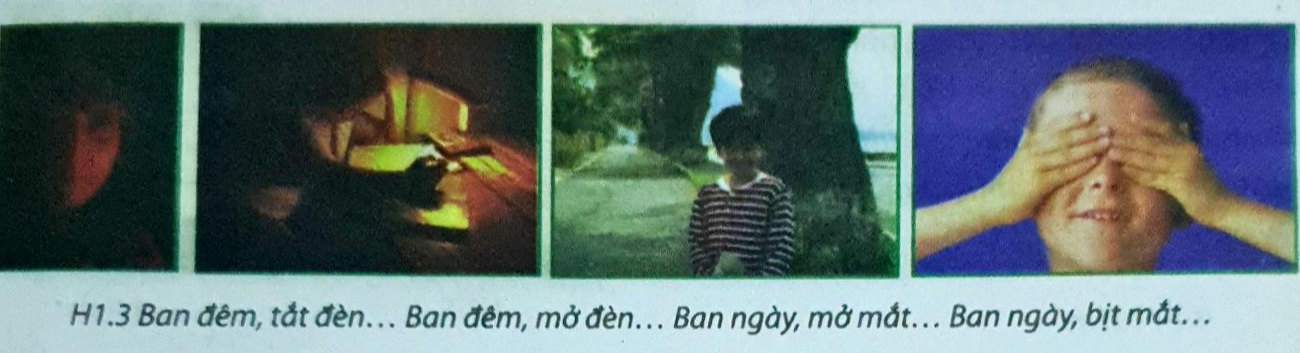 H1.3 Ban đêm, tắt đèn... Ban đêm, mở đèn... Ban ngày, mở mắt... Ban ngày, bịt mắt...